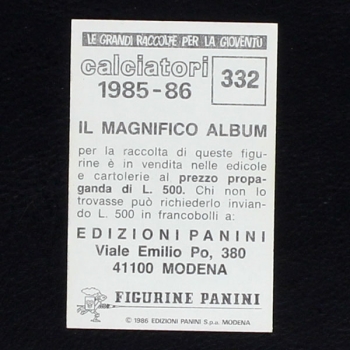 LE GRANDI RACCOLTE PER LA GIOVENTÙ
calciatori
1985-86
332
IL MAGNIFICO ALBUM
per la raccolta di queste figu-
rine è in vendita nelle edicole
e cartolerie al prezzo propa-
ganda di L. 500. Chi non lo
trovasse può richiederlo invian-
do L. 500 in francobolli a:
EDIZIONI PANINI
Viale Emilio Po, 380
41100 MODENA
FIGURINE PANINI
© 1986 EDIZIONI PANINI S.p.a. MODENA